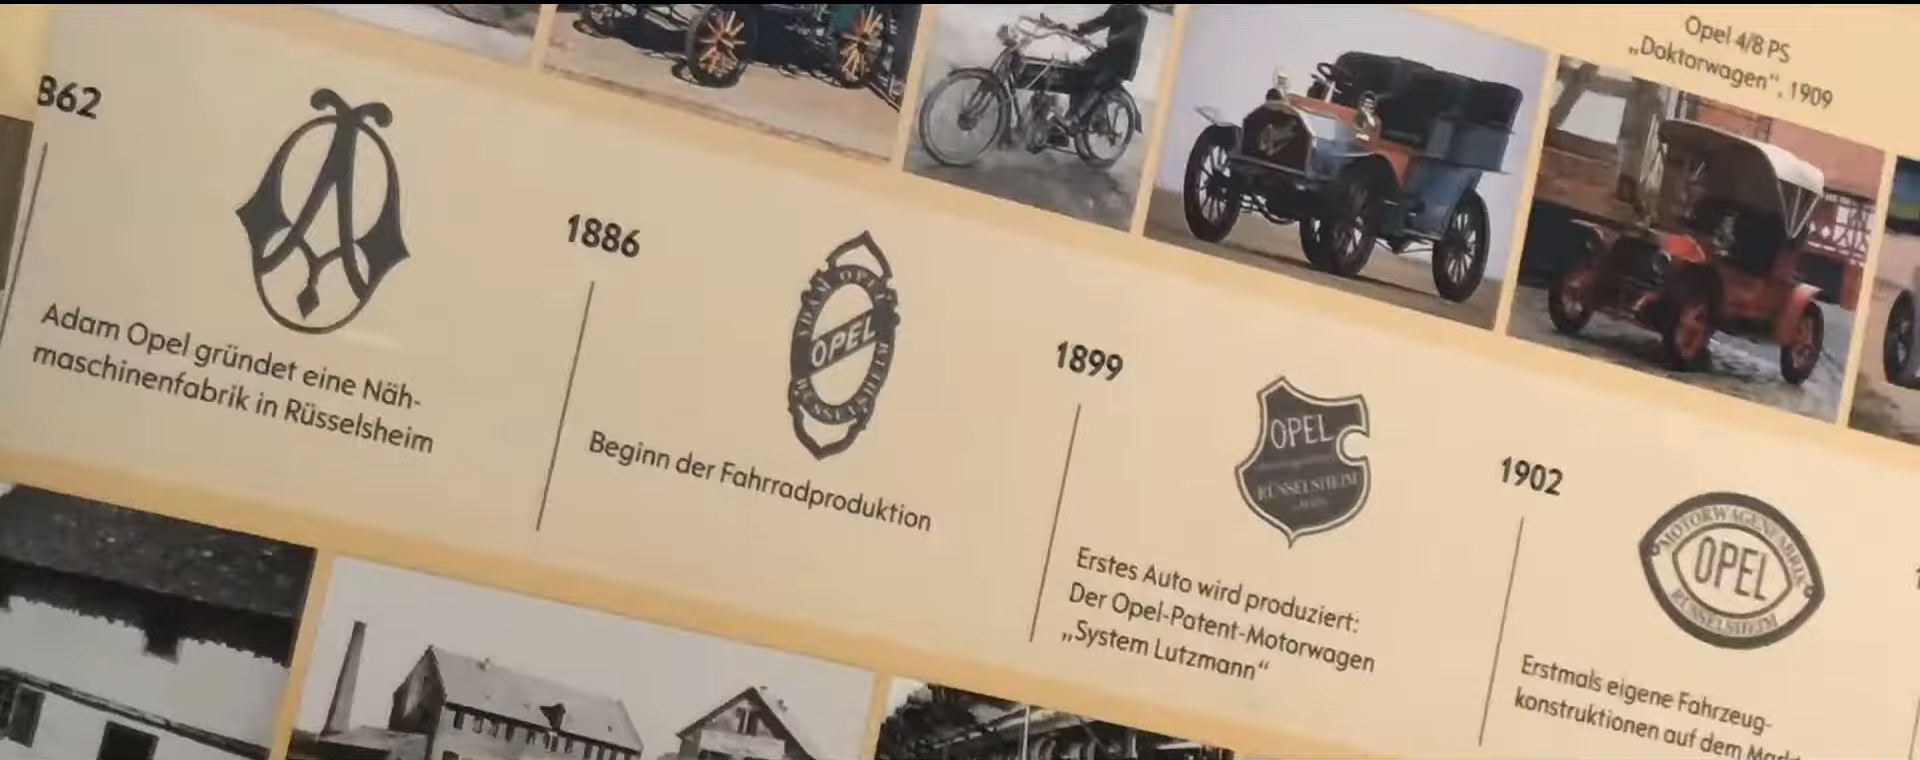 Opel 4/8 PS
„Doktorwagen“, 1909
862
Adam Opel gründet eine Näh-
maschinenfabrik in Rüsselsheim
1886
ADAM OPEL
OPEL
RÜSSELSHEIM
Beginn der Fahrradproduktion
1899
OPEL
RÜSSELSHEIM
Erstes Auto wird produziert:
Der Opel-Patent-Motorwagen
„System Lutzmann“
1902
MOTORWAGENFABRIK
OPEL
RÜSSELSHEIM
Erstmals eigene Fahrzeug-
konstruktionen auf dem